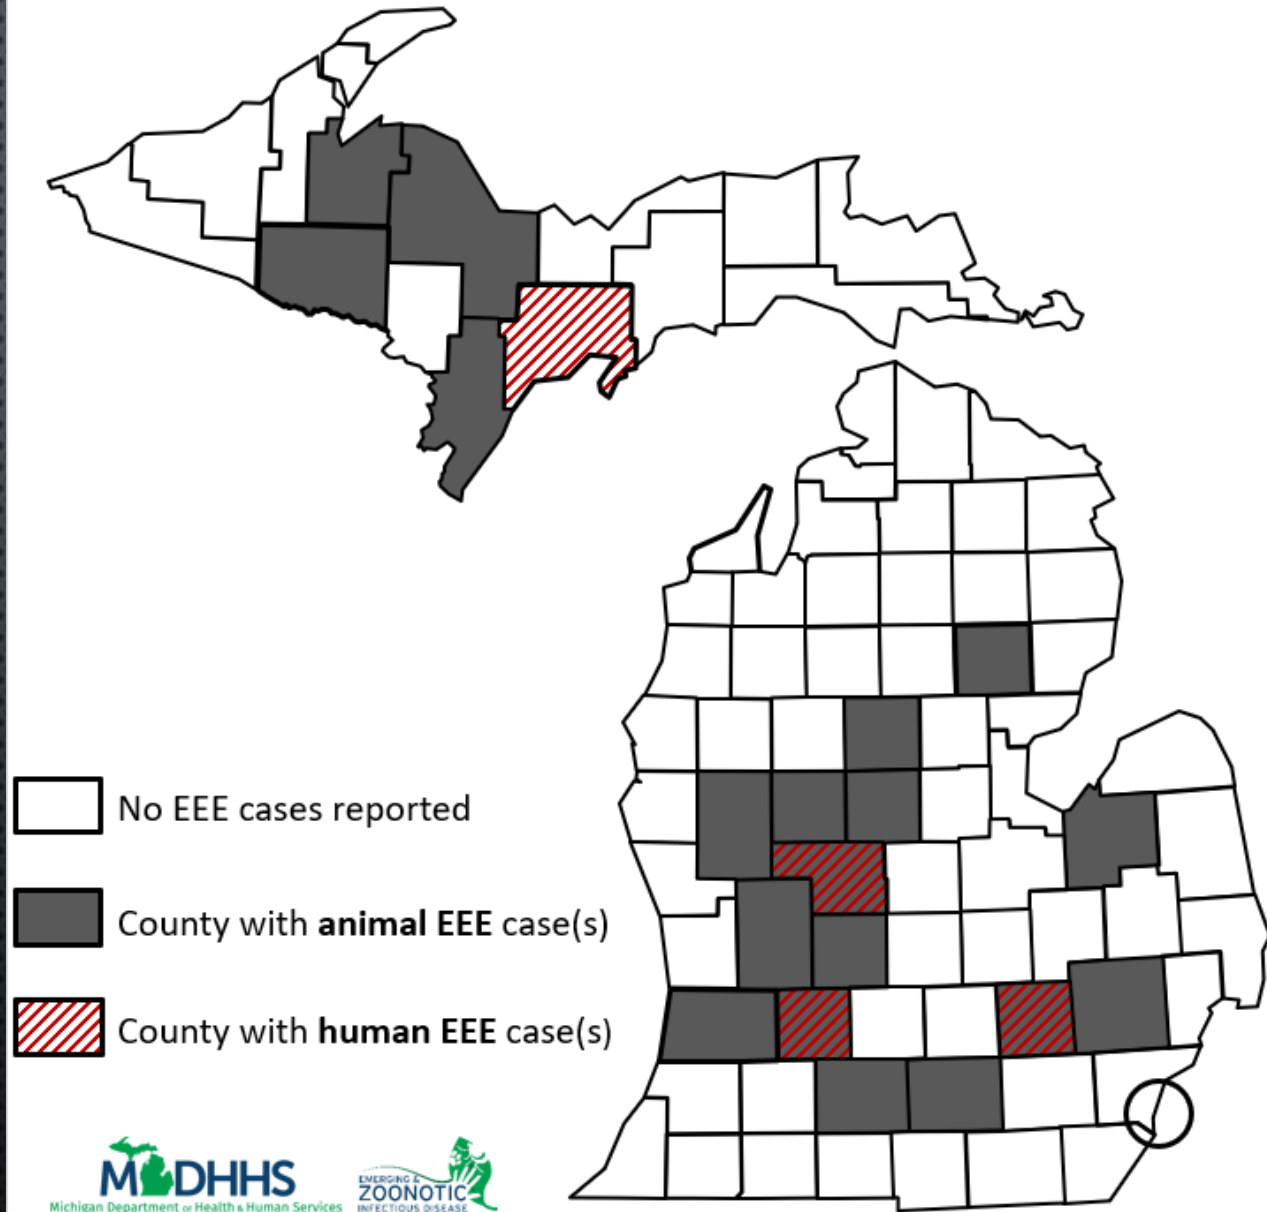 No EEE cases reported
County with animal EEE case(s)
County with human EEE case(s)
MDHHS
Michigan Department of Health & Human Services
EMERGING &
ZOONOTIC
INFECTIOUS DISEASE